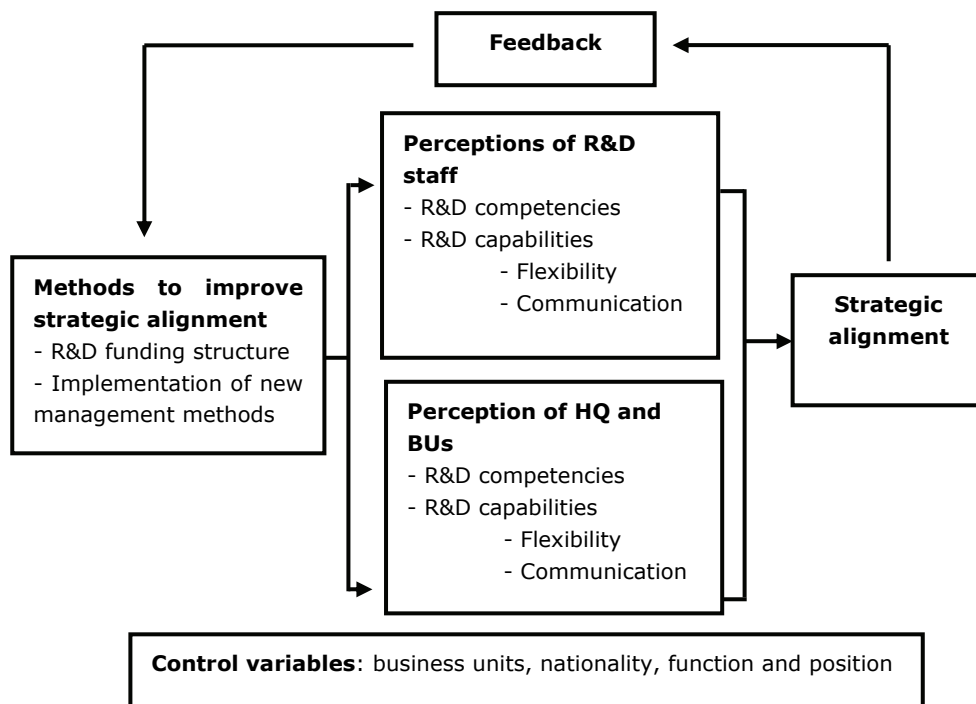 Feedback
Perceptions of R&D
staff
- R&D competencies
- R&D capabilities
- Flexibility
- Communication
Methods to improve
strategic alignment
- R&D funding structure
- Implementation of new
management methods
Strategic
alignment
Perception of HQ and
BUs
- R&D competencies
- R&D capabilities
- Flexibility
- Communication
Control variables: business units, nationality, function and position